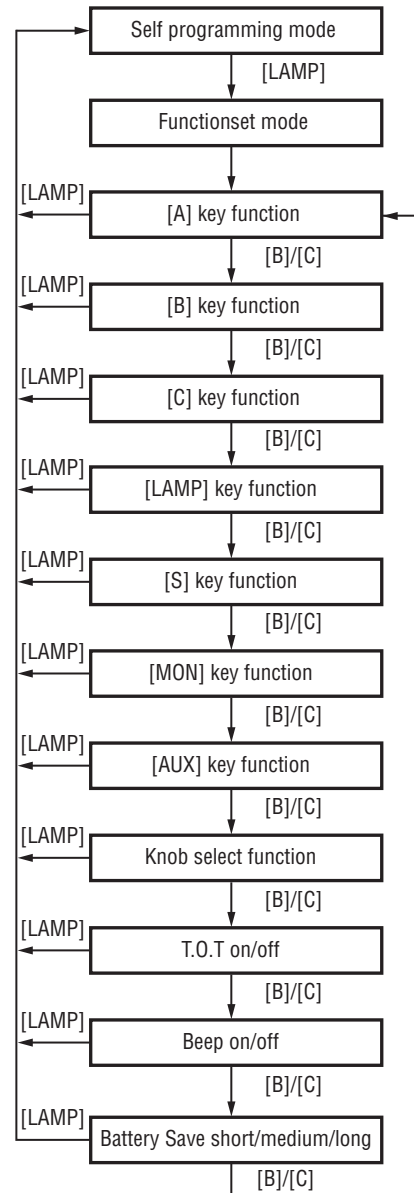 Self programming mode
[LAMP]
Functionset mode
[LAMP]
[A] key function
[B]/[C]
[LAMP]
[B] key function
[B]/[C]
[LAMP]
[C] key function
[B]/[C]
[LAMP]
[LAMP] key function
[B]/[C]
[LAMP]
[S] key function
[B]/[C]
[LAMP]
[MON] key function
[B]/[C]
[LAMP]
[AUX] key function
[B]/[C]
[LAMP]
Knob select function
[B]/[C]
[LAMP]
T.O.T on/off
[B]/[C]
[LAMP]
Beep on/off
[B]/[C]
[LAMP]
Battery Save short/medium/long
[B]/[C]